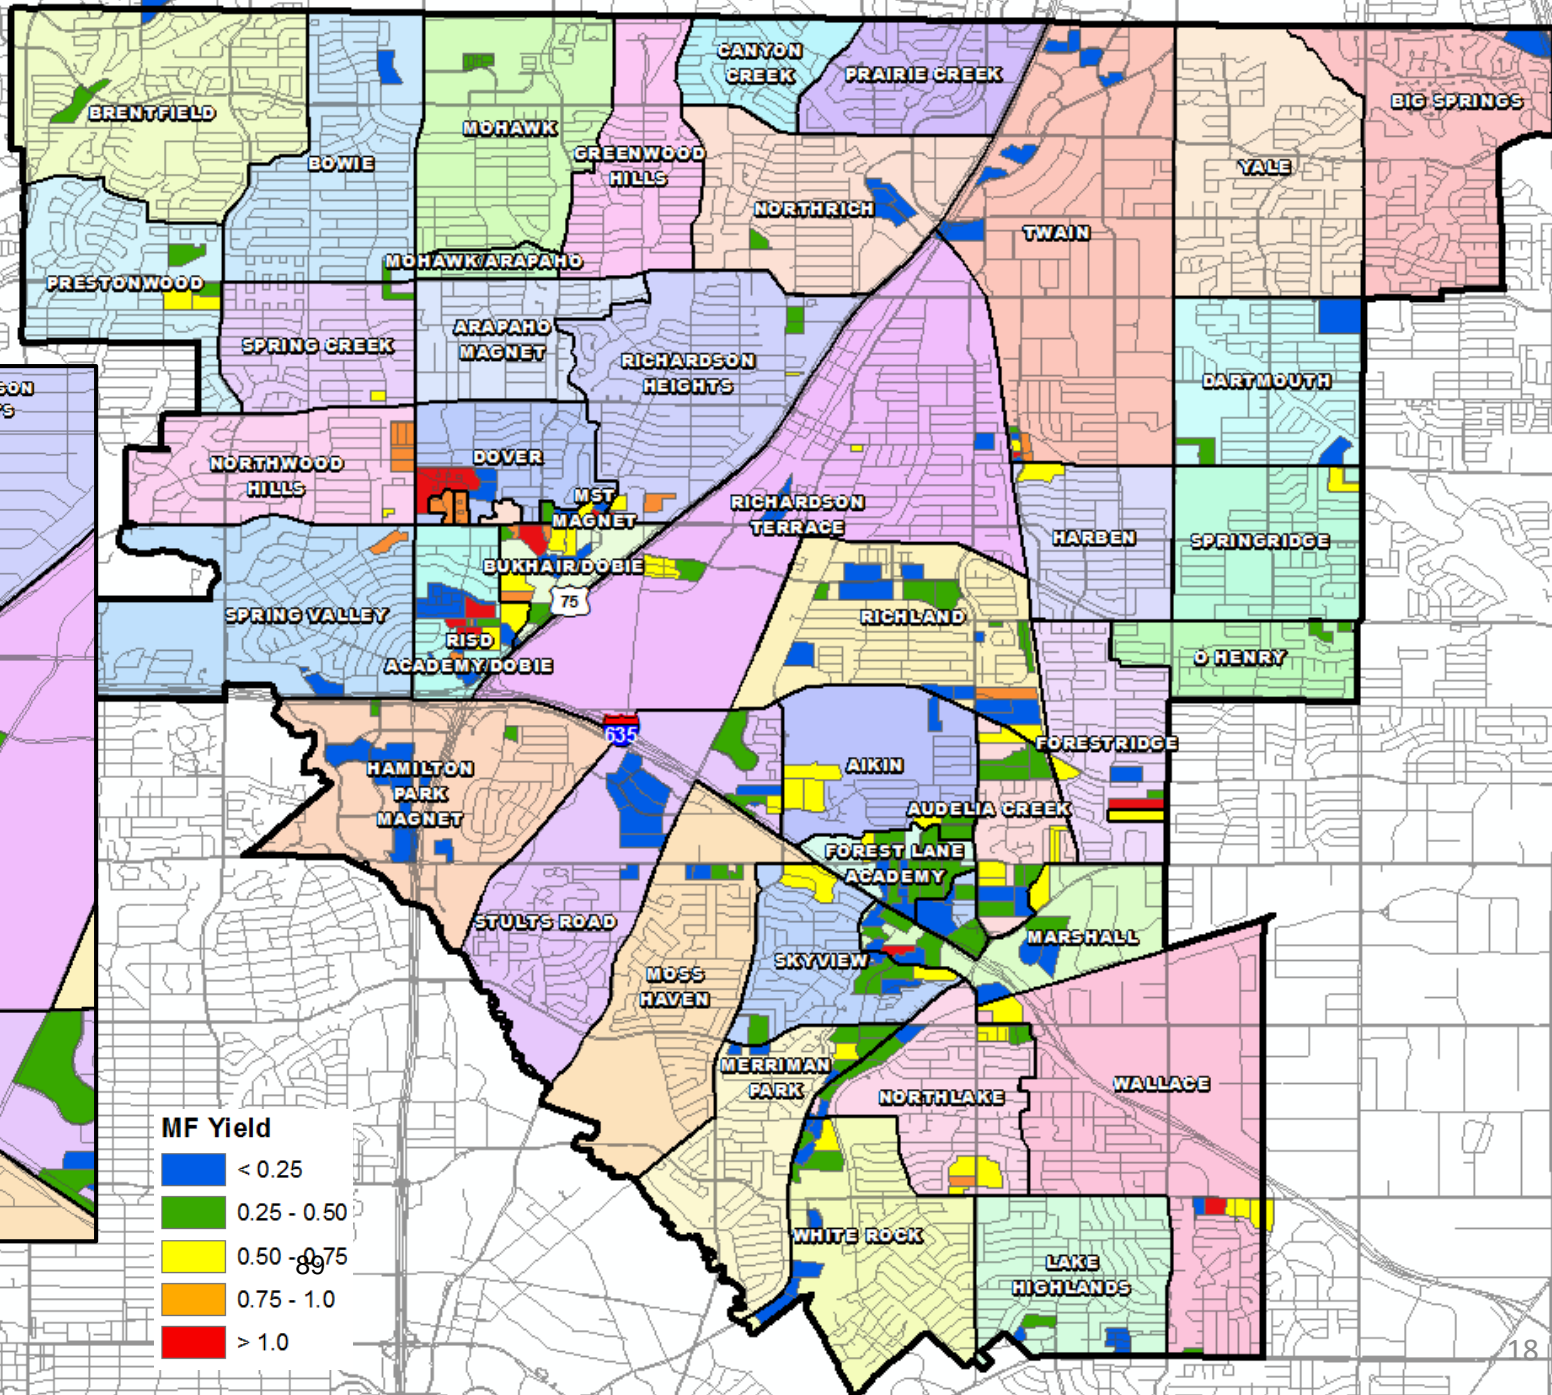 CANYON
CREEK
PRAIRIE CREEK
BRENTFIELD
BIG SPRINGS
MOHAWK
BOWIE
GREENWOOD
HILLS
YALE
NORTHRICH
TWAIN
MOHAWK/ARAPAHO
PRESTONWOOD
ARAPAHO
MAGNET
SPRING CREEK
RICHARDSON
HEIGHTS
DARTMOUTH
SON
S
NORTHWOOD
HILLS
DOVER
MST
MAGNET
RICHARDSON
TERRACE
HARBEN
SPRINGRIDGE
BUKHAIR/DOBIE
75
SPRING VALLEY
RICHLAND
RISD
ACADEMY/DOBIE
O HENRY
635
FORESTRIDGE
HAMILTON
PARK
MAGNET
AIKIN
AUDELIA CREEK
FOREST LANE
ACADEMY
STULTS ROAD
MARSHALL
SKYVIEW
MOSS
HAVEN
MERRIMAN
PARK
NORTHLAKE
WALLACE
WHITE ROCK
LAKE
HIGHLANDS
MF Yield
< 0.25
0.25 - 0.50
0.50 - 0.75
89
0.75 - 1.0
> 1.0
18